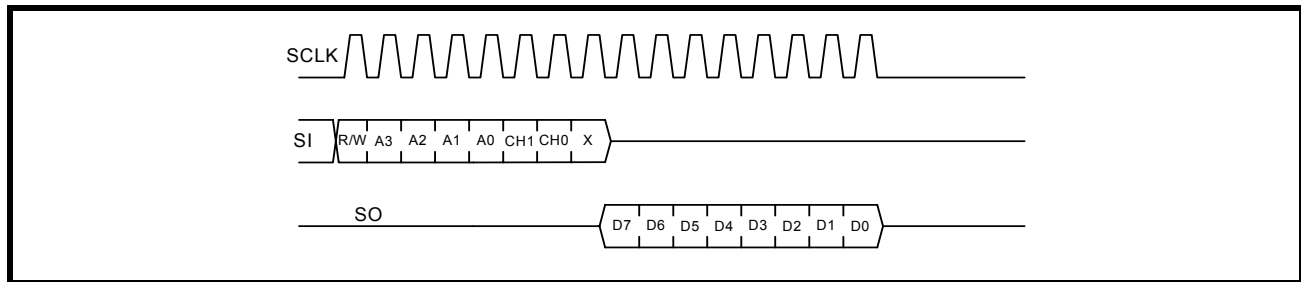 SCLK
SI R/W A3 A2 A1 A0 CH1 CH0 X
SO D7 D6 D5 D4 D3 D2 D1 D0